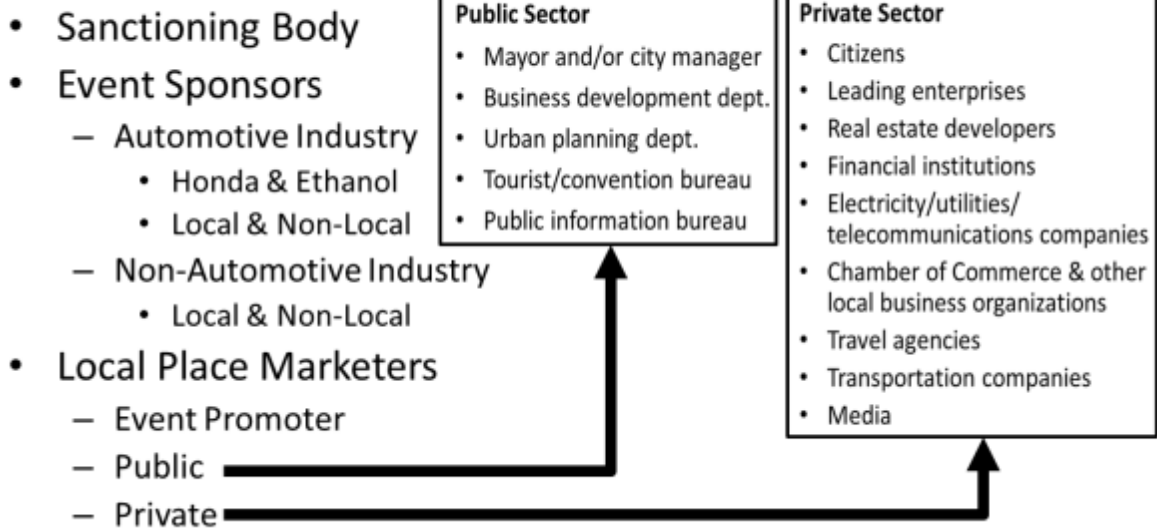 • Sanctioning Body
• Event Sponsors
– Automotive Industry
• Honda & Ethanol
• Local & Non-Local
– Non-Automotive Industry
• Local & Non-Local
• Local Place Marketers
– Event Promoter
– Public
– Private
Public Sector
• Mayor and/or city manager
• Business development dept.
• Urban planning dept.
• Tourist/convention bureau
• Public information bureau
Private Sector
• Citizens
• Leading enterprises
• Real estate developers
• Financial institutions
• Electricity/utilities/
telecommunications companies
• Chamber of Commerce & other
local business organizations
• Travel agencies
• Transportation companies
• Media